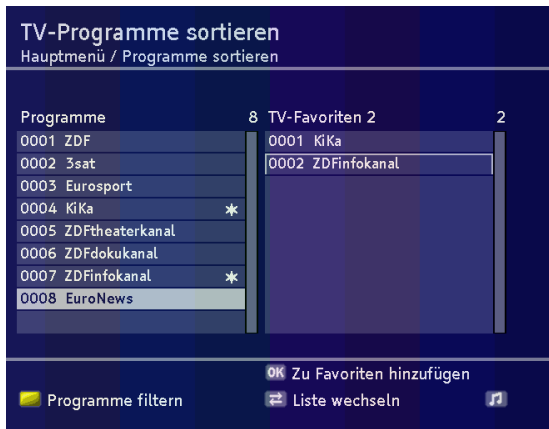 TV-Programme sortieren
Hauptmenü / Programme sortieren
Programme 8 TV-Favoriten 2 2
0001 ZDF
0002 3sat
0003 Eurosport
0004 KiKa *
0005 ZDFtheaterkanal
0006 ZDFdokukanal
0007 ZDFinfokanal *
0008 EuroNews
0001 KiKa
0002 ZDFinfokanal
OK Zu Favoriten hinzufügen
Programme filtern
Liste wechseln